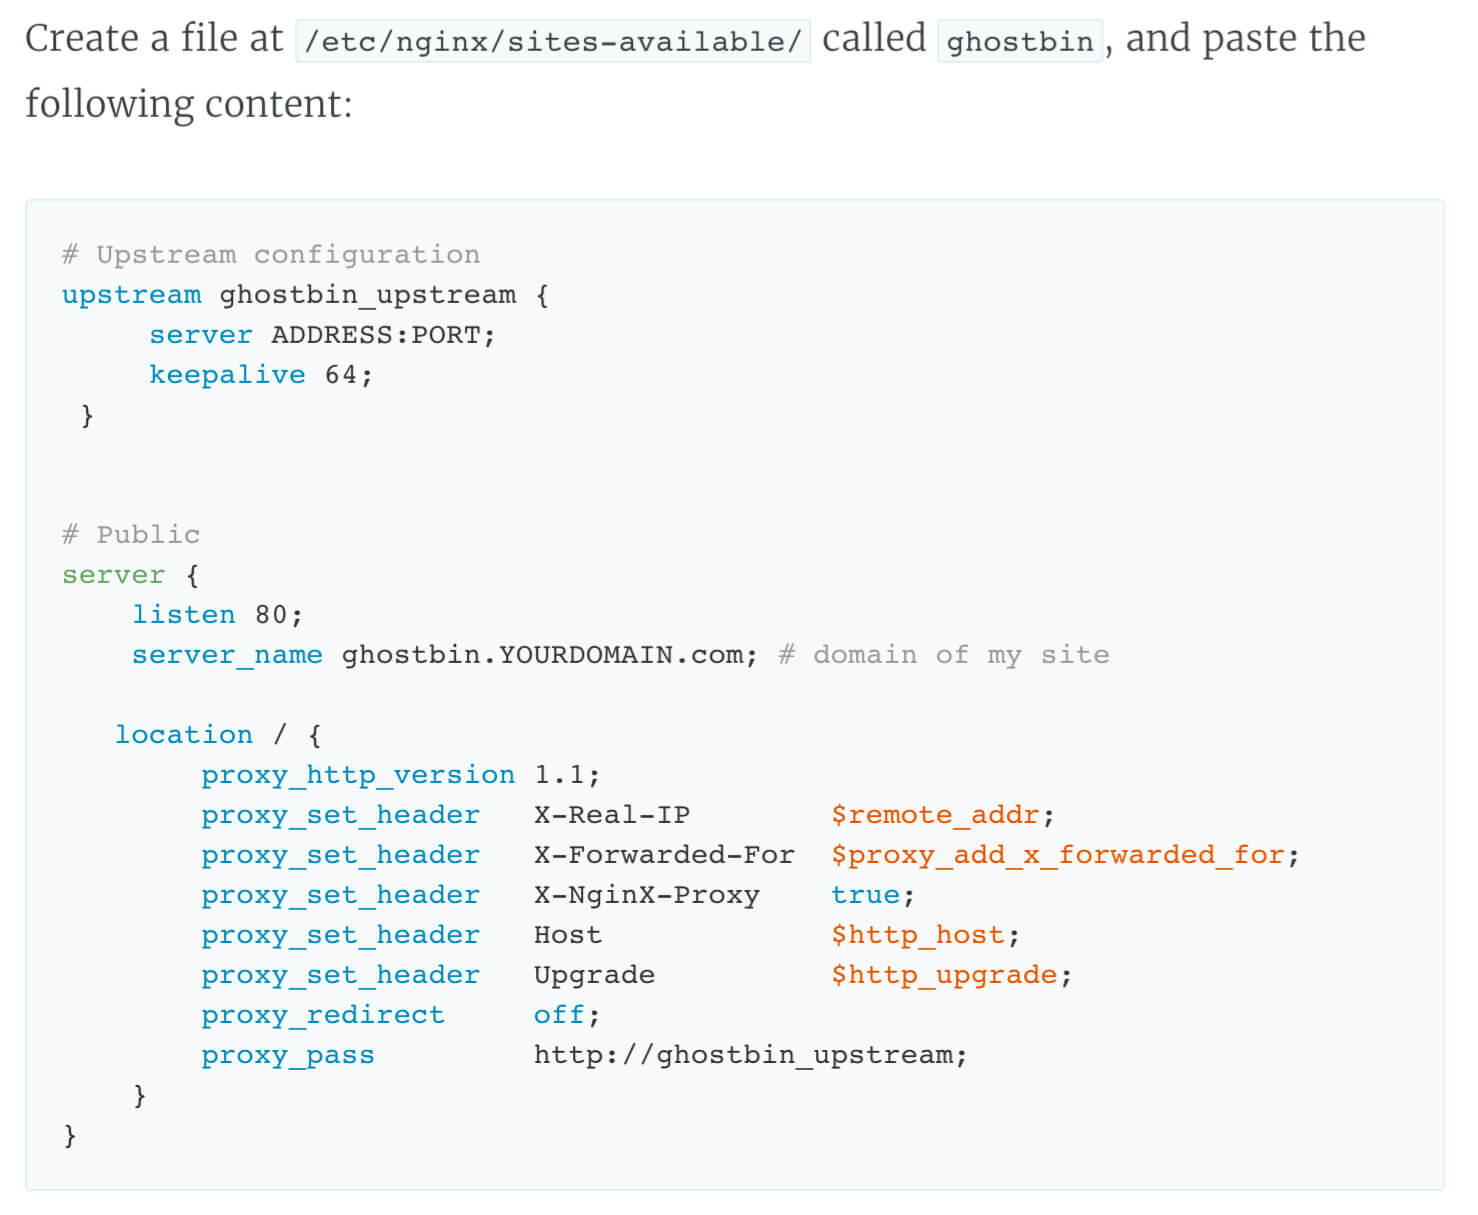 Create a file at /etc/nginx/sites-available/ called ghostbin, and paste the
following content:
# Upstream configuration
upstream ghostbin_upstream {
     server ADDRESS:PORT;
     keepalive 64;
 }
# Public
server {
    listen 80;
    server_name ghostbin.YOURDOMAIN.com; # domain of my site
   location / {
        proxy_http_version 1.1;
        proxy_set_header   X-Real-IP        $remote_addr;
        proxy_set_header   X-Forwarded-For  $proxy_add_x_forwarded_for;
        proxy_set_header   X-NginX-Proxy    true;
        proxy_set_header   Host             $http_host;
        proxy_set_header   Upgrade          $http_upgrade;
        proxy_redirect     off;
        proxy_pass         http://ghostbin_upstream;
    }
}